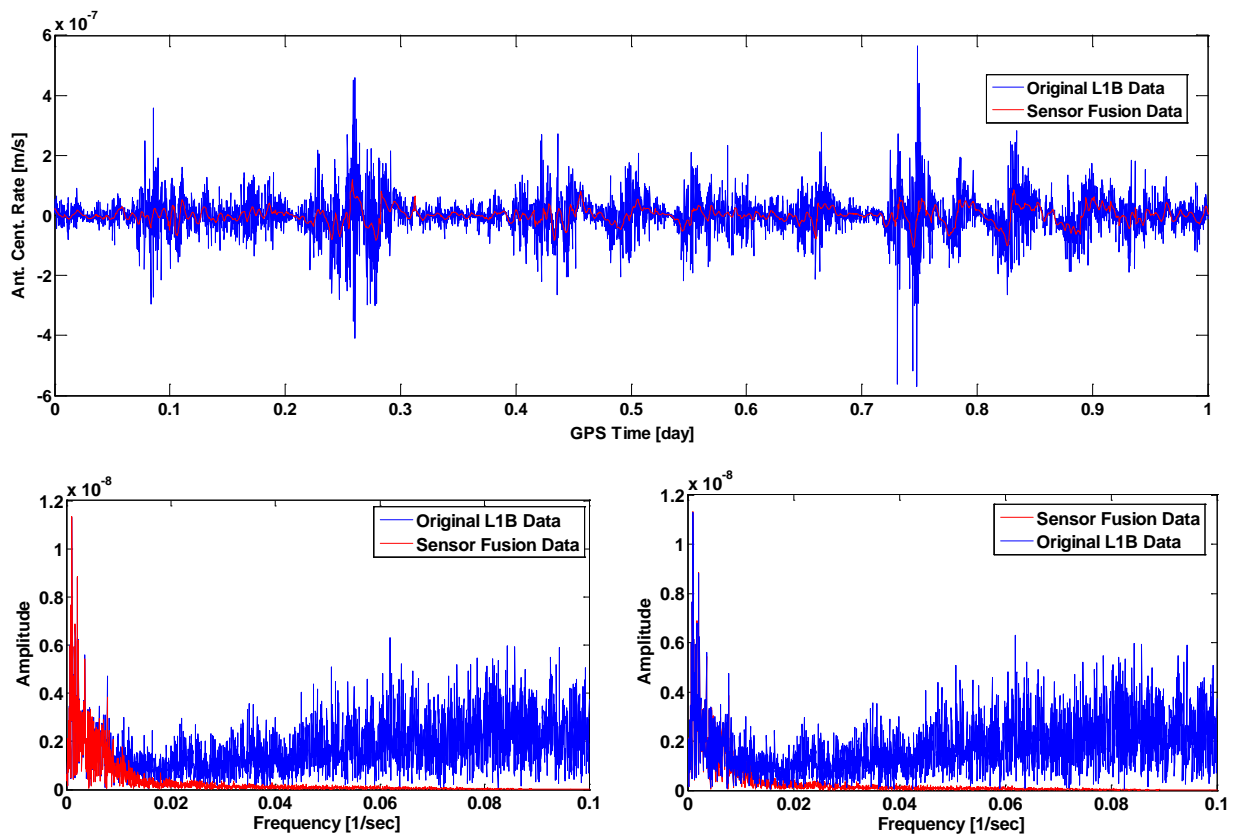 x 10⁻⁷
6
4
2
0
-2
-4
-6
Ant. Cent. Rate [m/s]
Original L1B Data
Sensor Fusion Data
0 0.1 0.2 0.3 0.4 0.5 0.6 0.7 0.8 0.9 1
GPS Time [day]
x 10⁻⁸
1.2
1
0.8
0.6
0.4
0.2
0
Amplitude
Original L1B Data
Sensor Fusion Data
0 0.02 0.04 0.06 0.08 0.1
Frequency [1/sec]
x 10⁻⁸
1.2
1
0.8
0.6
0.4
0.2
0
Amplitude
Sensor Fusion Data
Original L1B Data
0 0.02 0.04 0.06 0.08 0.1
Frequency [1/sec]